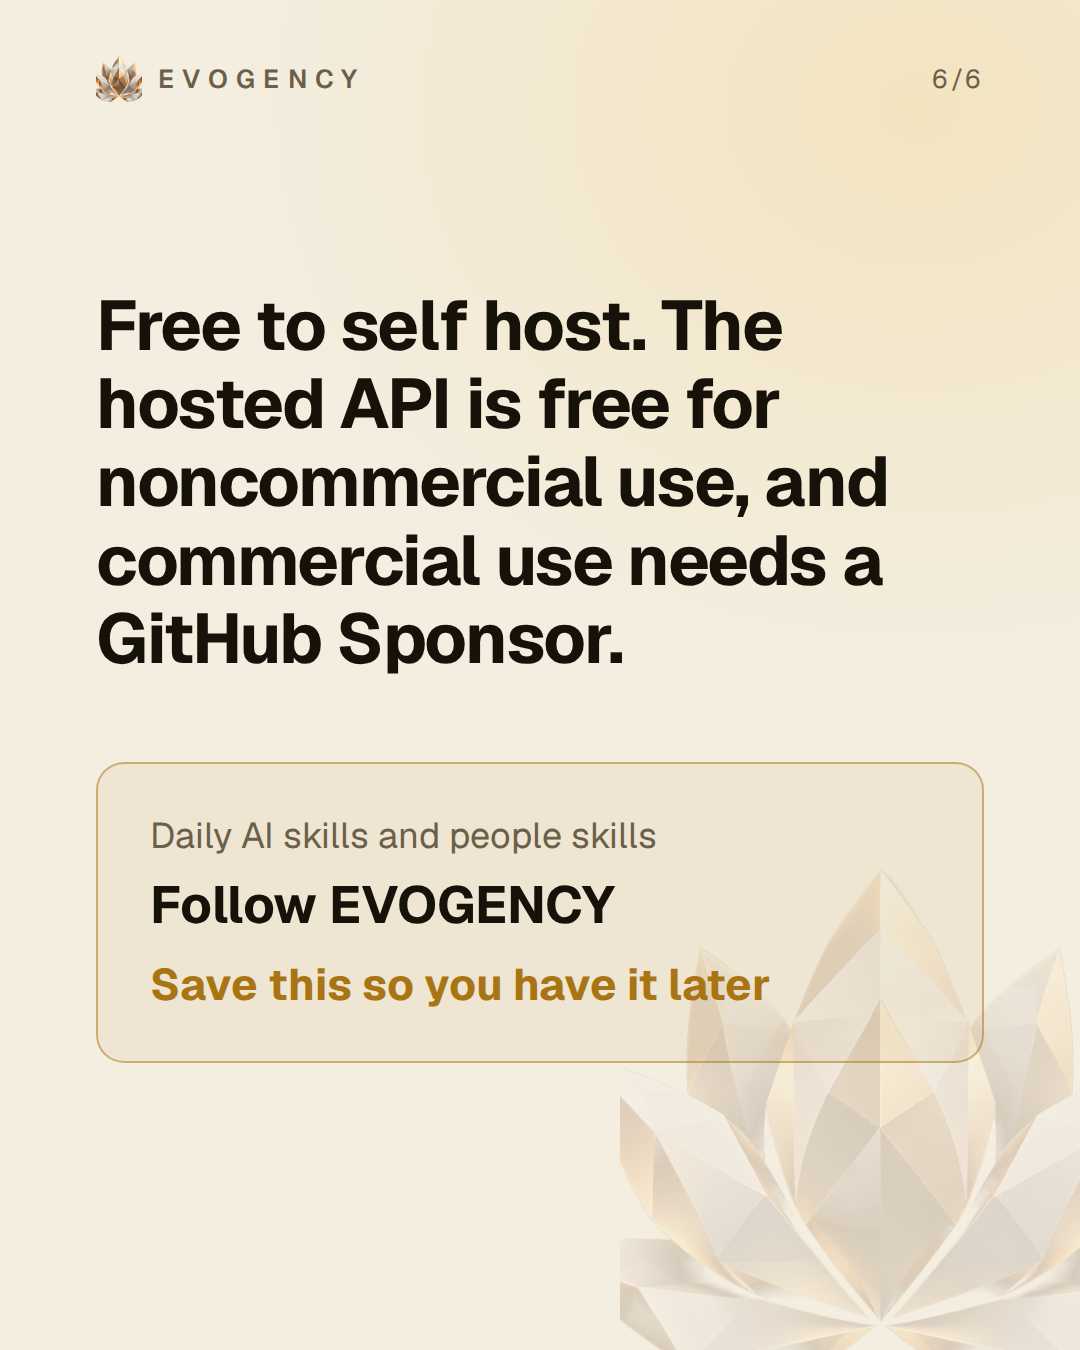 EVOGENCY
6/6
Free to self host. The
hosted API is free for
noncommercial use, and
commercial use needs a
GitHub Sponsor.
Daily AI skills and people skills
Follow EVOGENCY
Save this so you have it later